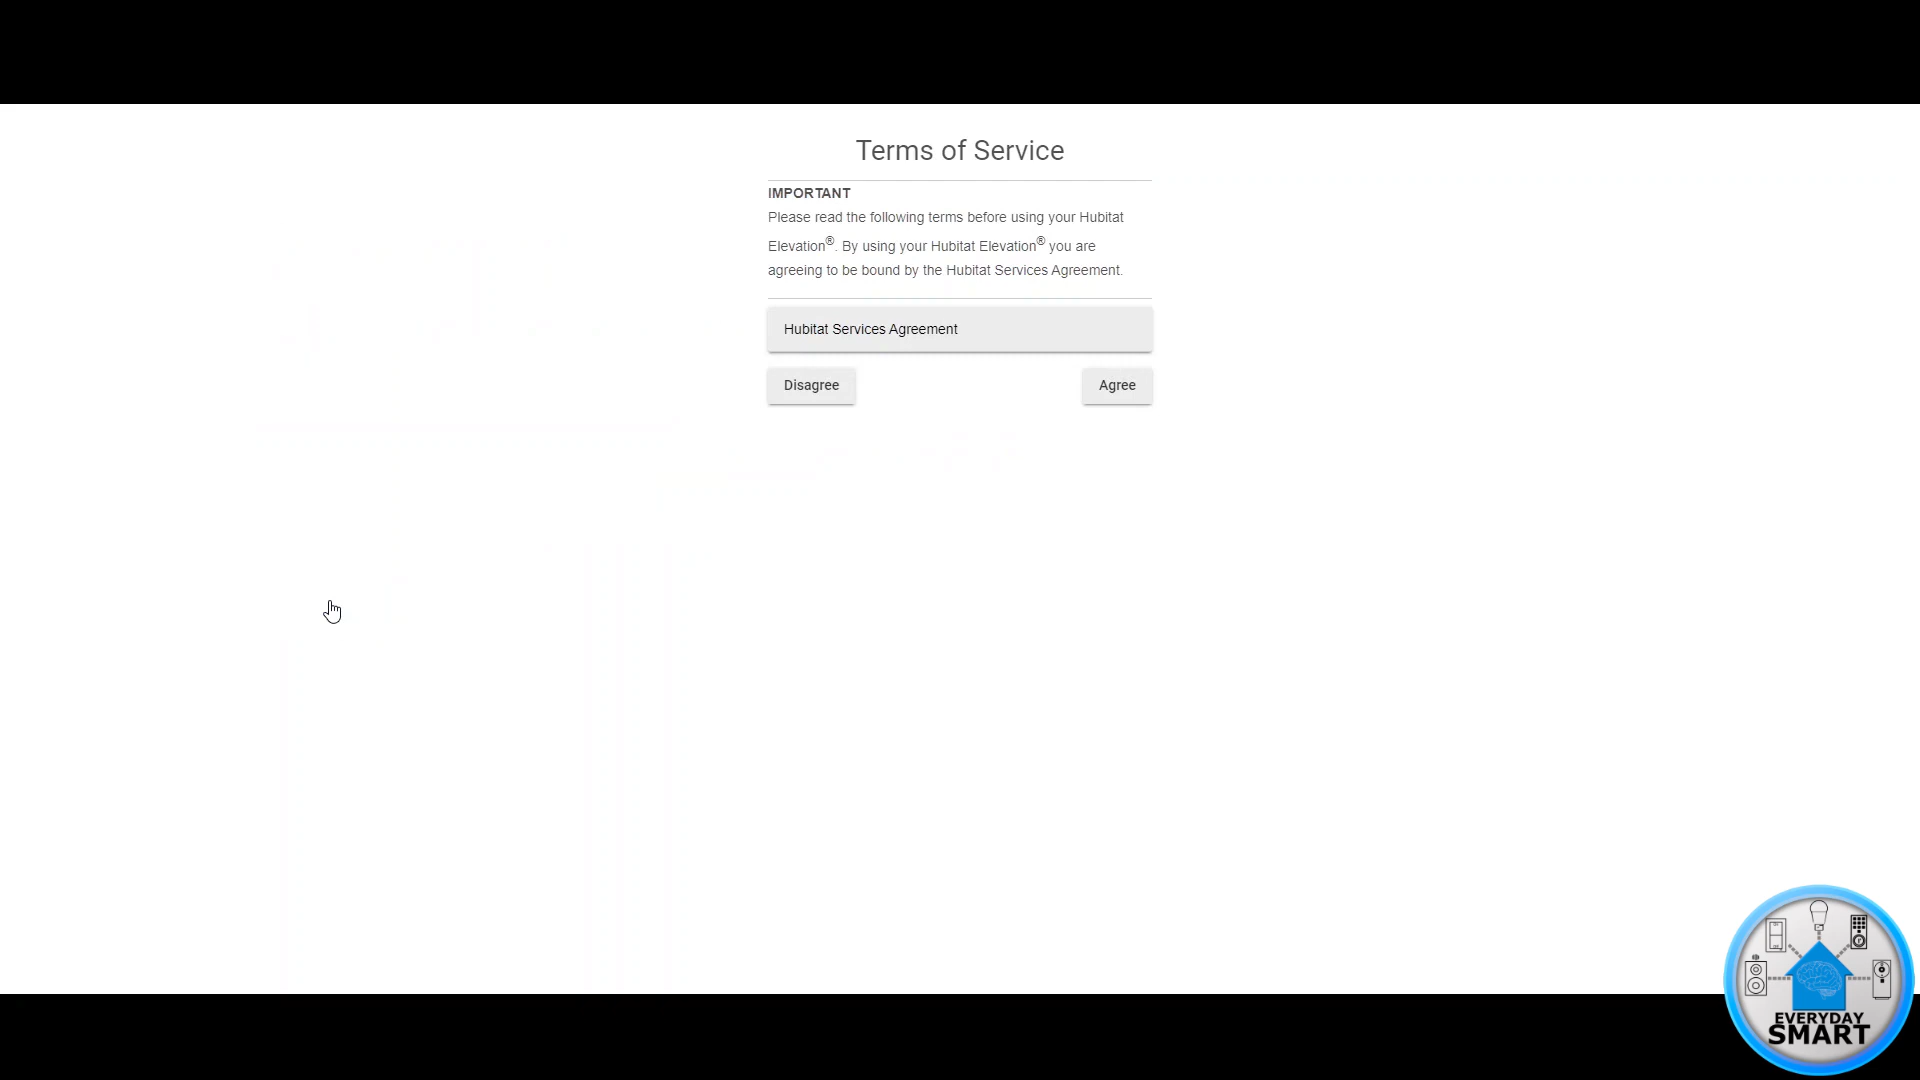 Terms of Service
IMPORTANT
Please read the following terms before using your Hubitat
Elevation®. By using your Hubitat Elevation® you are
agreeing to be bound by the Hubitat Services Agreement.
Hubitat Services Agreement
Disagree
Agree
EVERYDAY
SMART